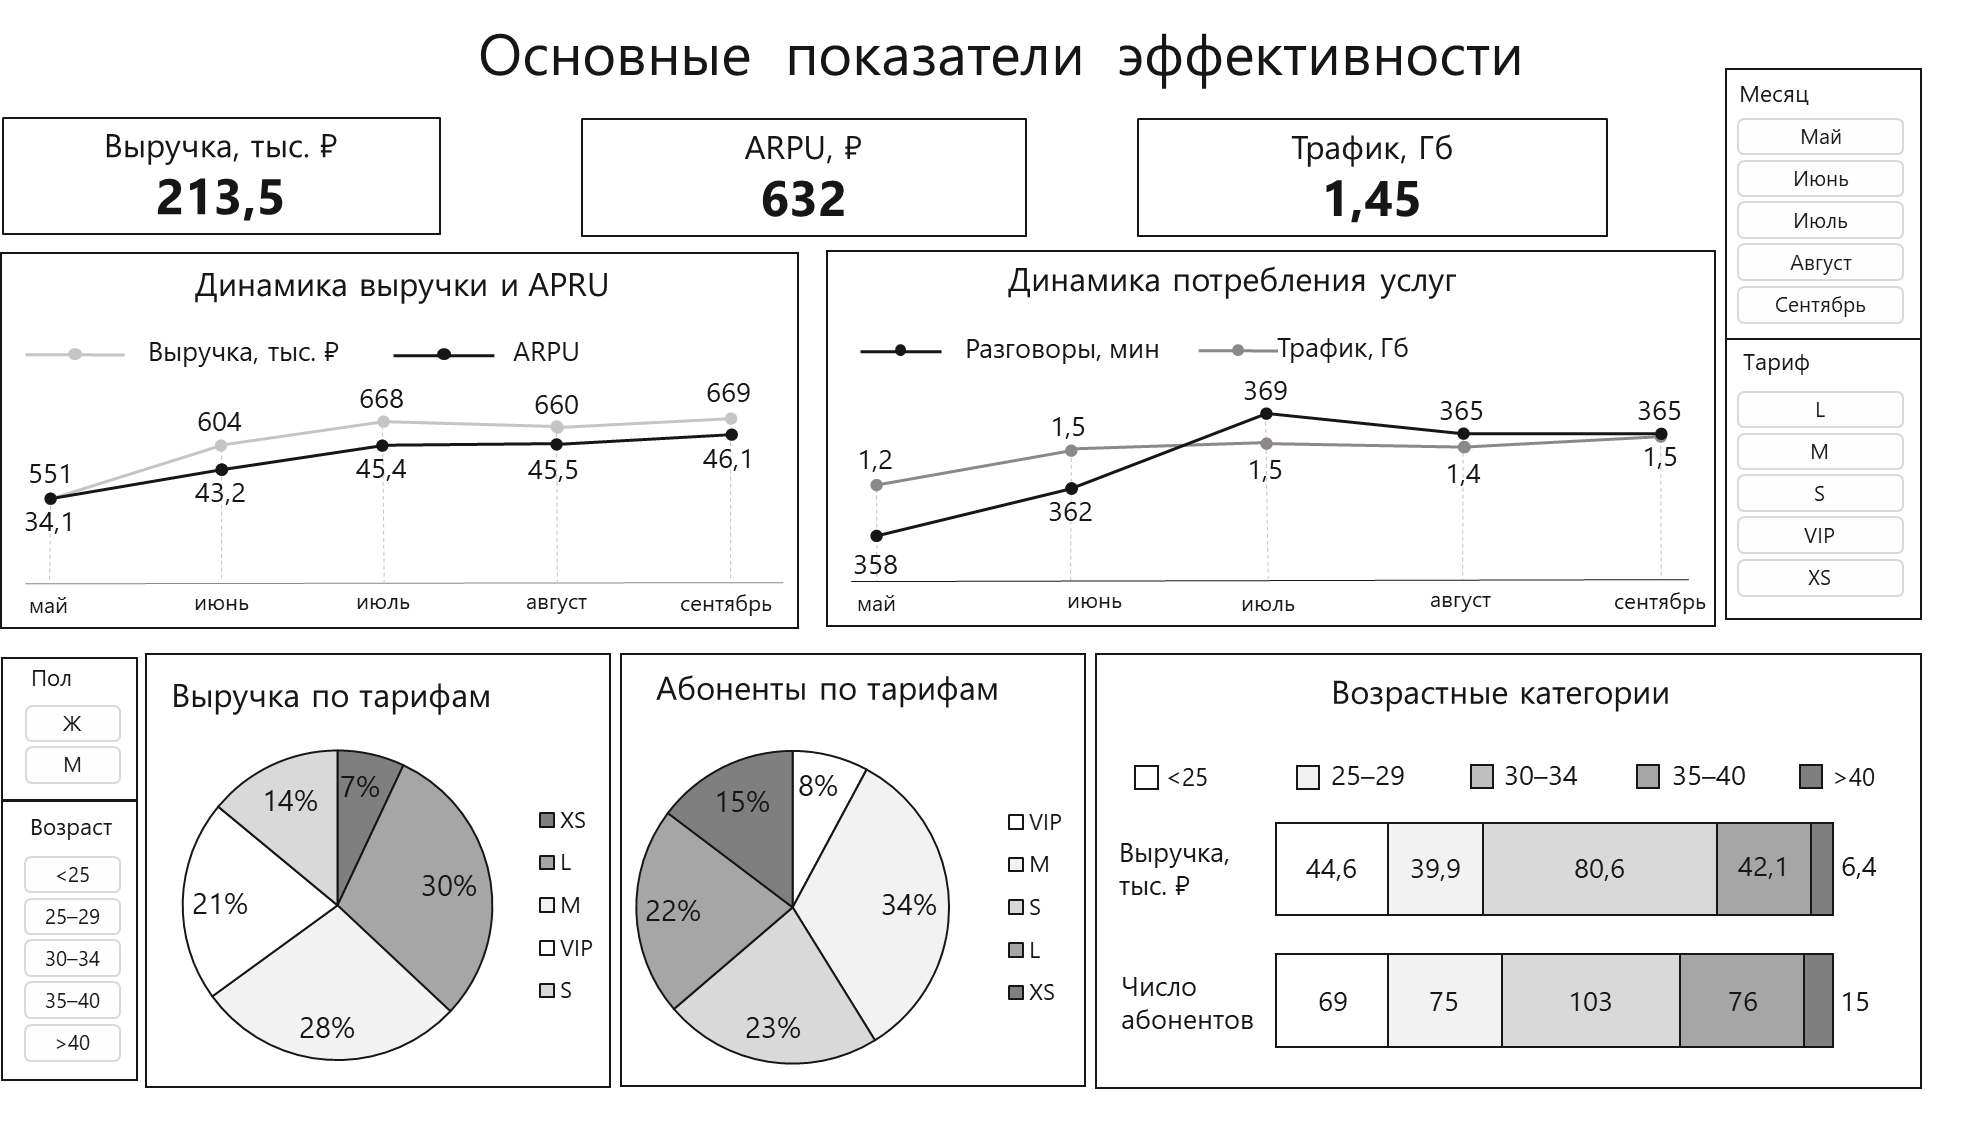 Основные показатели эффективности
Выручка, тыс. ₽
213,5
ARPU, ₽
632
Трафик, Гб
1,45
Месяц
Май
Июнь
Июль
Август
Сентябрь
Тариф
L
M
S
VIP
XS
Динамика выручки и APRU
Выручка, тыс. ₽
ARPU
551
604
668
660
669
34,1
43,2
45,4
45,5
46,1
май
июнь
июль
август
сентябрь
Динамика потребления услуг
Разговоры, мин
Трафик, Гб
1,2
1,5
369
365
365
358
362
1,5
1,4
1,5
май
июнь
июль
август
сентябрь
Пол
Ж
М
Возраст
<25
25–29
30–34
35–40
>40
Выручка по тарифам
7%
30%
28%
21%
14%
XS
L
M
VIP
S
Абоненты по тарифам
8%
34%
23%
22%
15%
VIP
M
S
L
XS
Возрастные категории
<25
25–29
30–34
35–40
>40
Выручка,
тыс. ₽
44,6
39,9
80,6
42,1
6,4
Число
абонентов
69
75
103
76
15